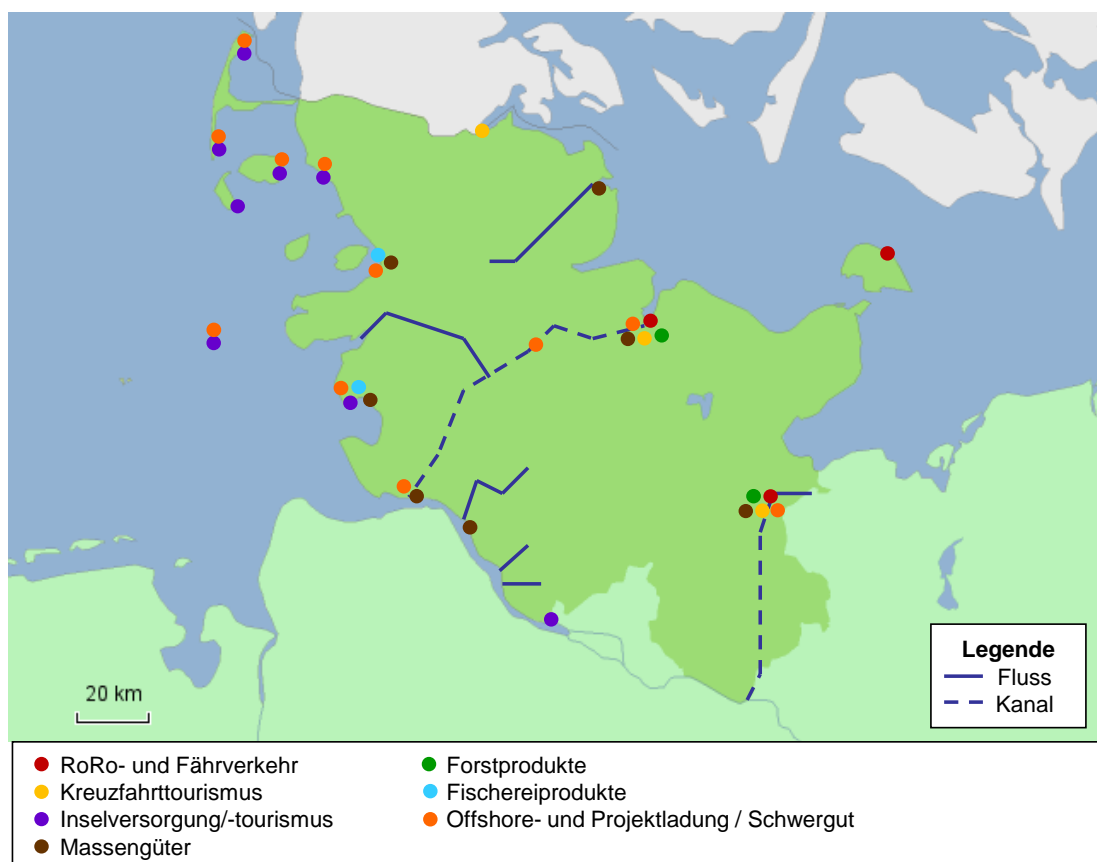 Legende
Fluss
Kanal
20 km
RoRo- und Fährverkehr
Kreuzfahrttourismus
Inselversorgung/-tourismus
Massengüter
Forstprodukte
Fischereiprodukte
Offshore- und Projektladung / Schwergut